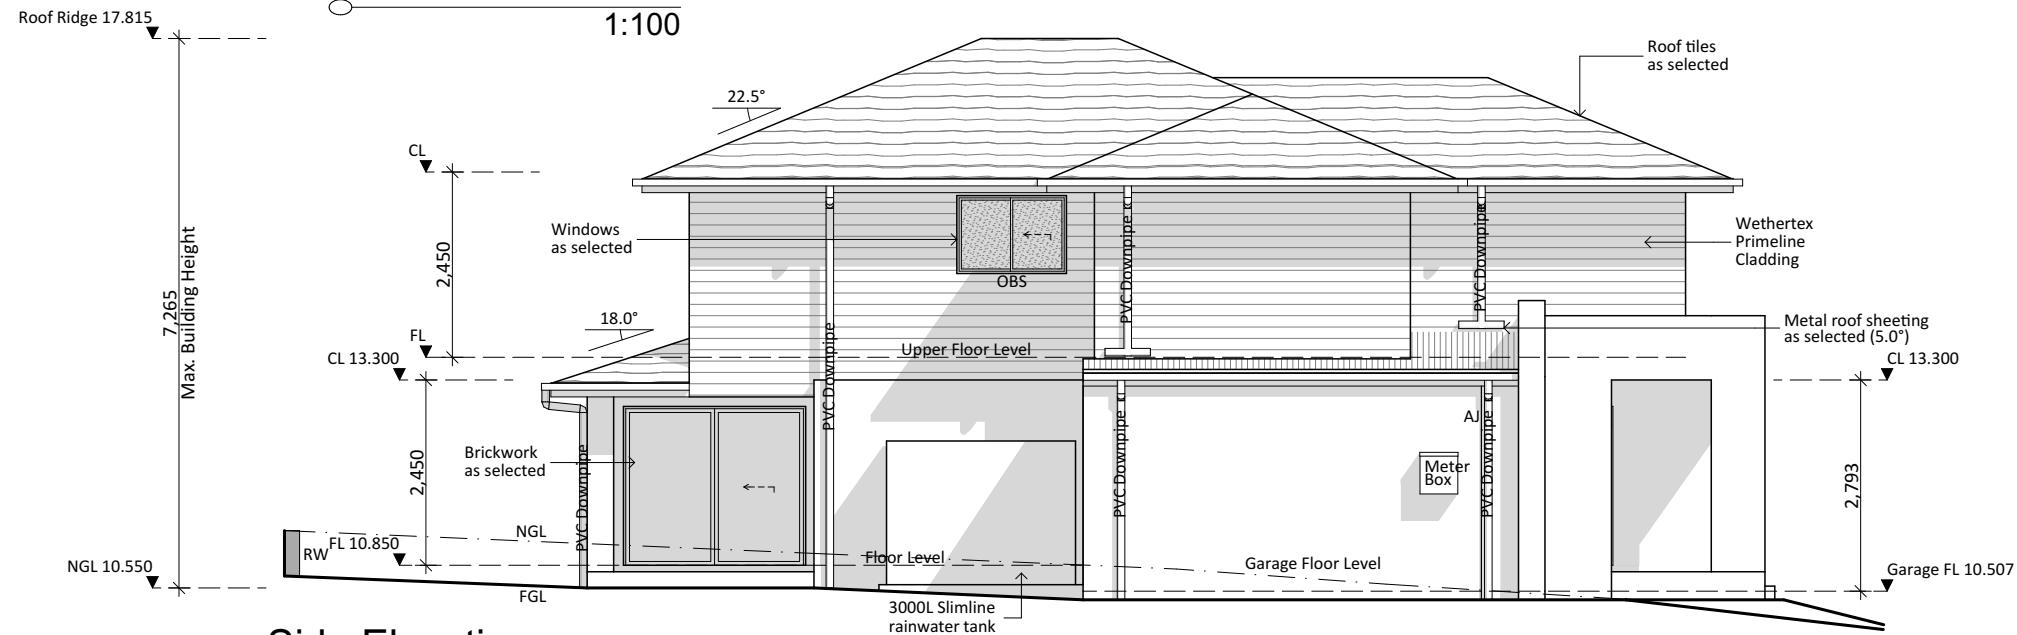 Roof Ridge 17.815
1:100
Roof tiles
as selected
22.5°
CL
Windows
as selected
OBS
Wethertex
Primeline
Cladding
2,450
7,265
Max. Building Height
PVC Downpipe
PVC Downpipe
PVC Downpipe
18.0°
FL
Upper Floor Level
Metal roof sheeting
as selected (5.0°)
CL 13.300
CL 13.300
AJ
Brickwork
as selected
2,450
PVC Downpipe
PVC Downpipe
PVC Downpipe
Meter
Box
2,793
NGL
RW
FL 10.850
Floor Level
Garage Floor Level
NGL 10.550
Garage FL 10.507
FGL
3000L Slimline
rainwater tank